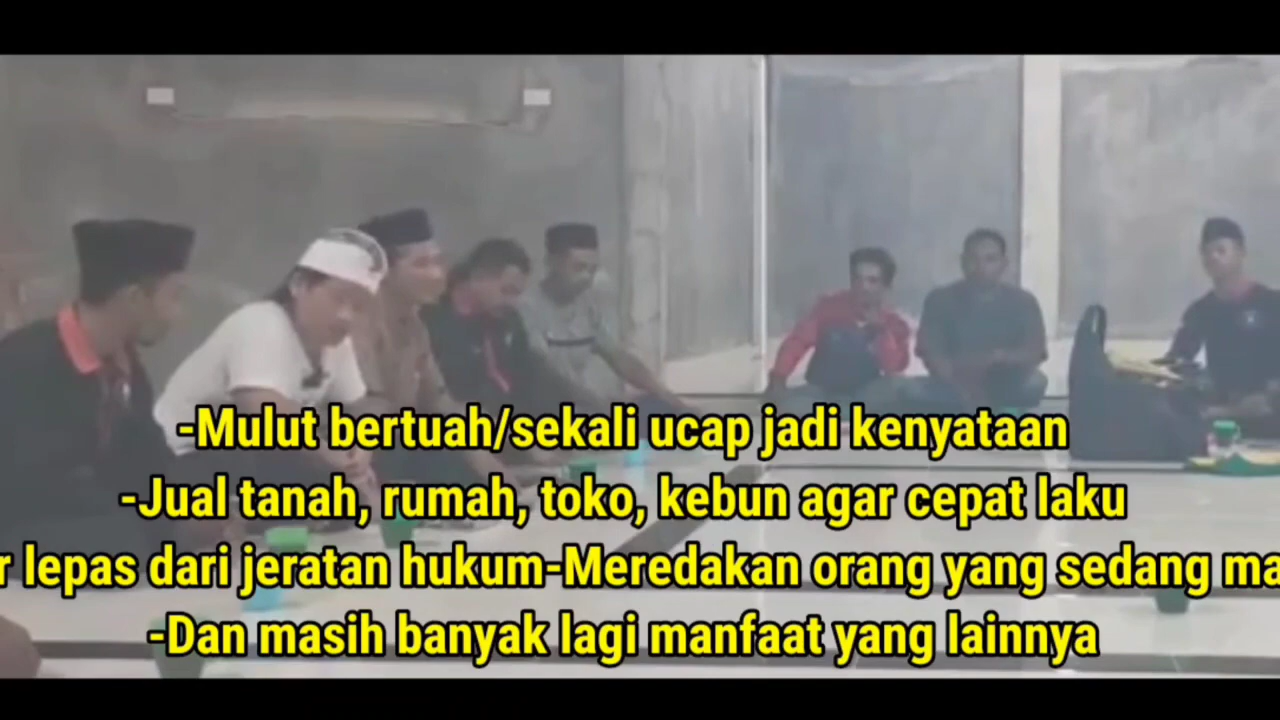 -Mulut bertuah/sekali ucap jadi kenyataan
-Jual tanah, rumah, toko, kebun agar cepat laku
lepas dari jeratan hukum-Meredakan orang yang sedang
-Dan masih banyak lagi manfaat yang lainnya